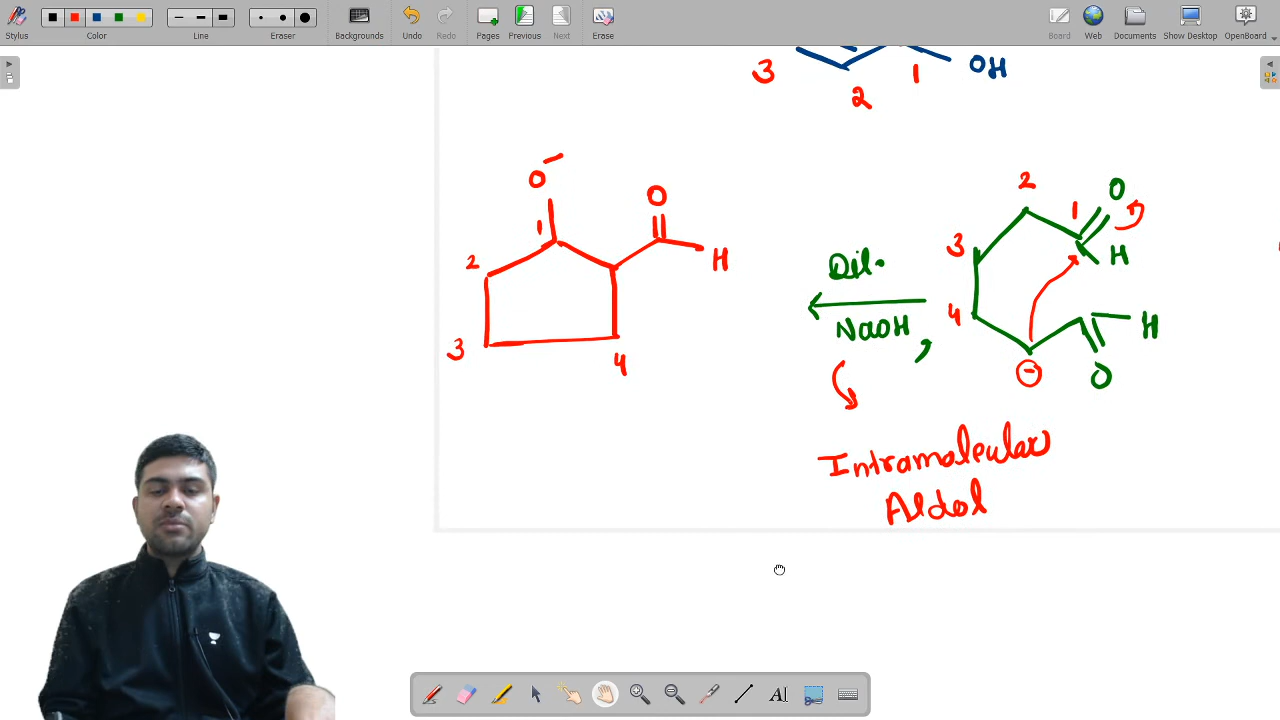 Stylus
Color
Line
Eraser
Backgrounds
Undo
Redo
Pages
Previous
Next
Erase
Board
Web
Documents
Show Desktop
OpenBoard
3
2
1
OH
O⁻
1
2
3
4
O
H
Dil.
NaOH,
2
1
O
H
3
4
⊖
H
O
Intramolecular
Aldol